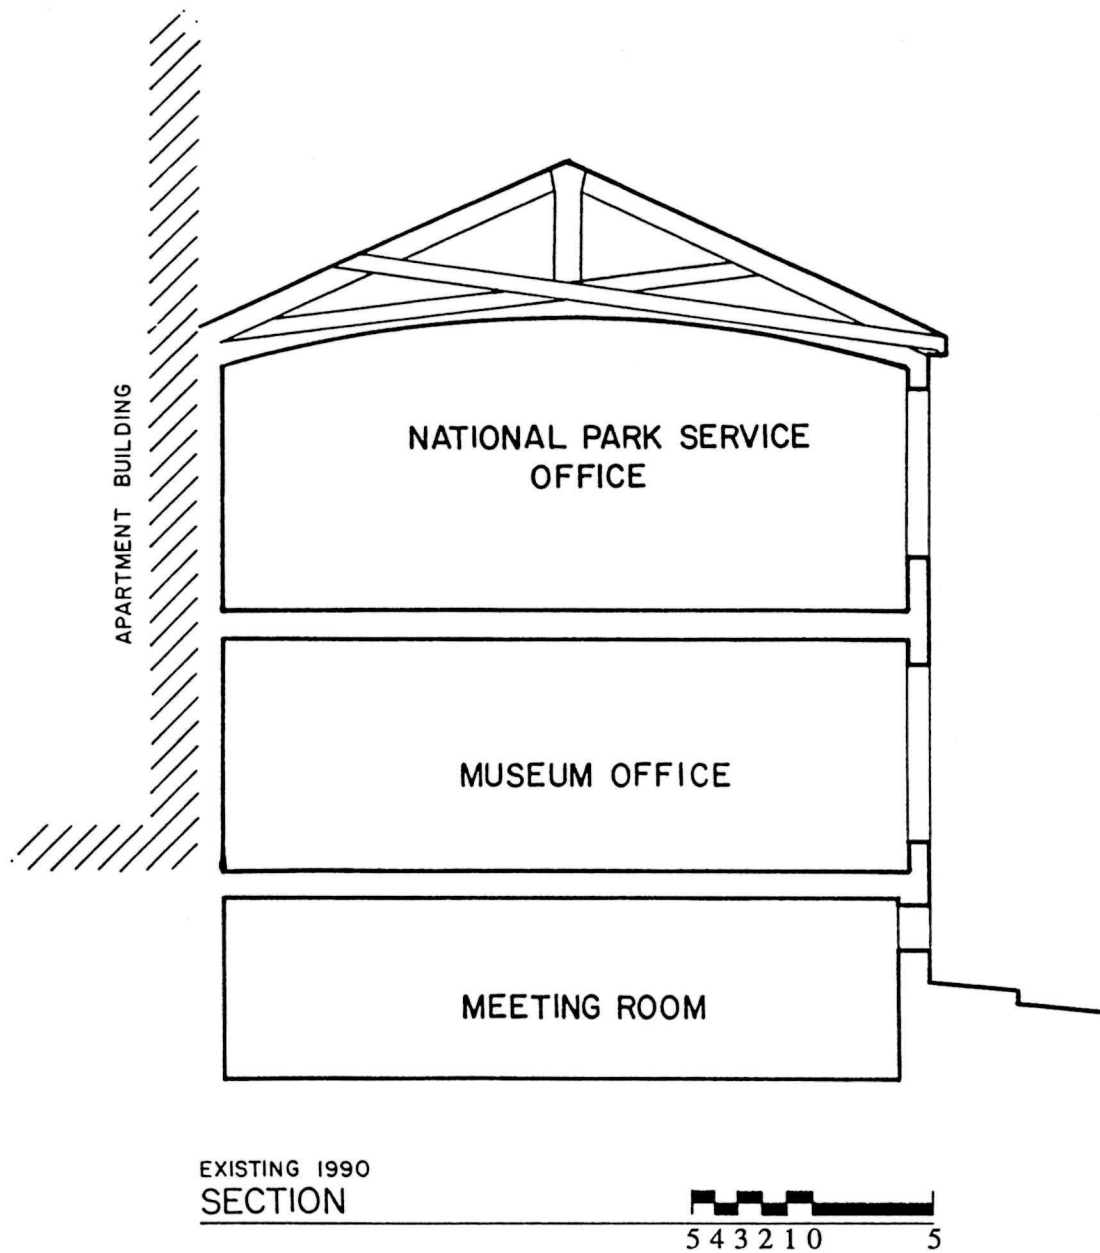 APARTMENT BUILDING
NATIONAL PARK SERVICE
OFFICE
MUSEUM OFFICE
MEETING ROOM
EXISTING 1990
SECTION
5 4 3 2 1 0 5